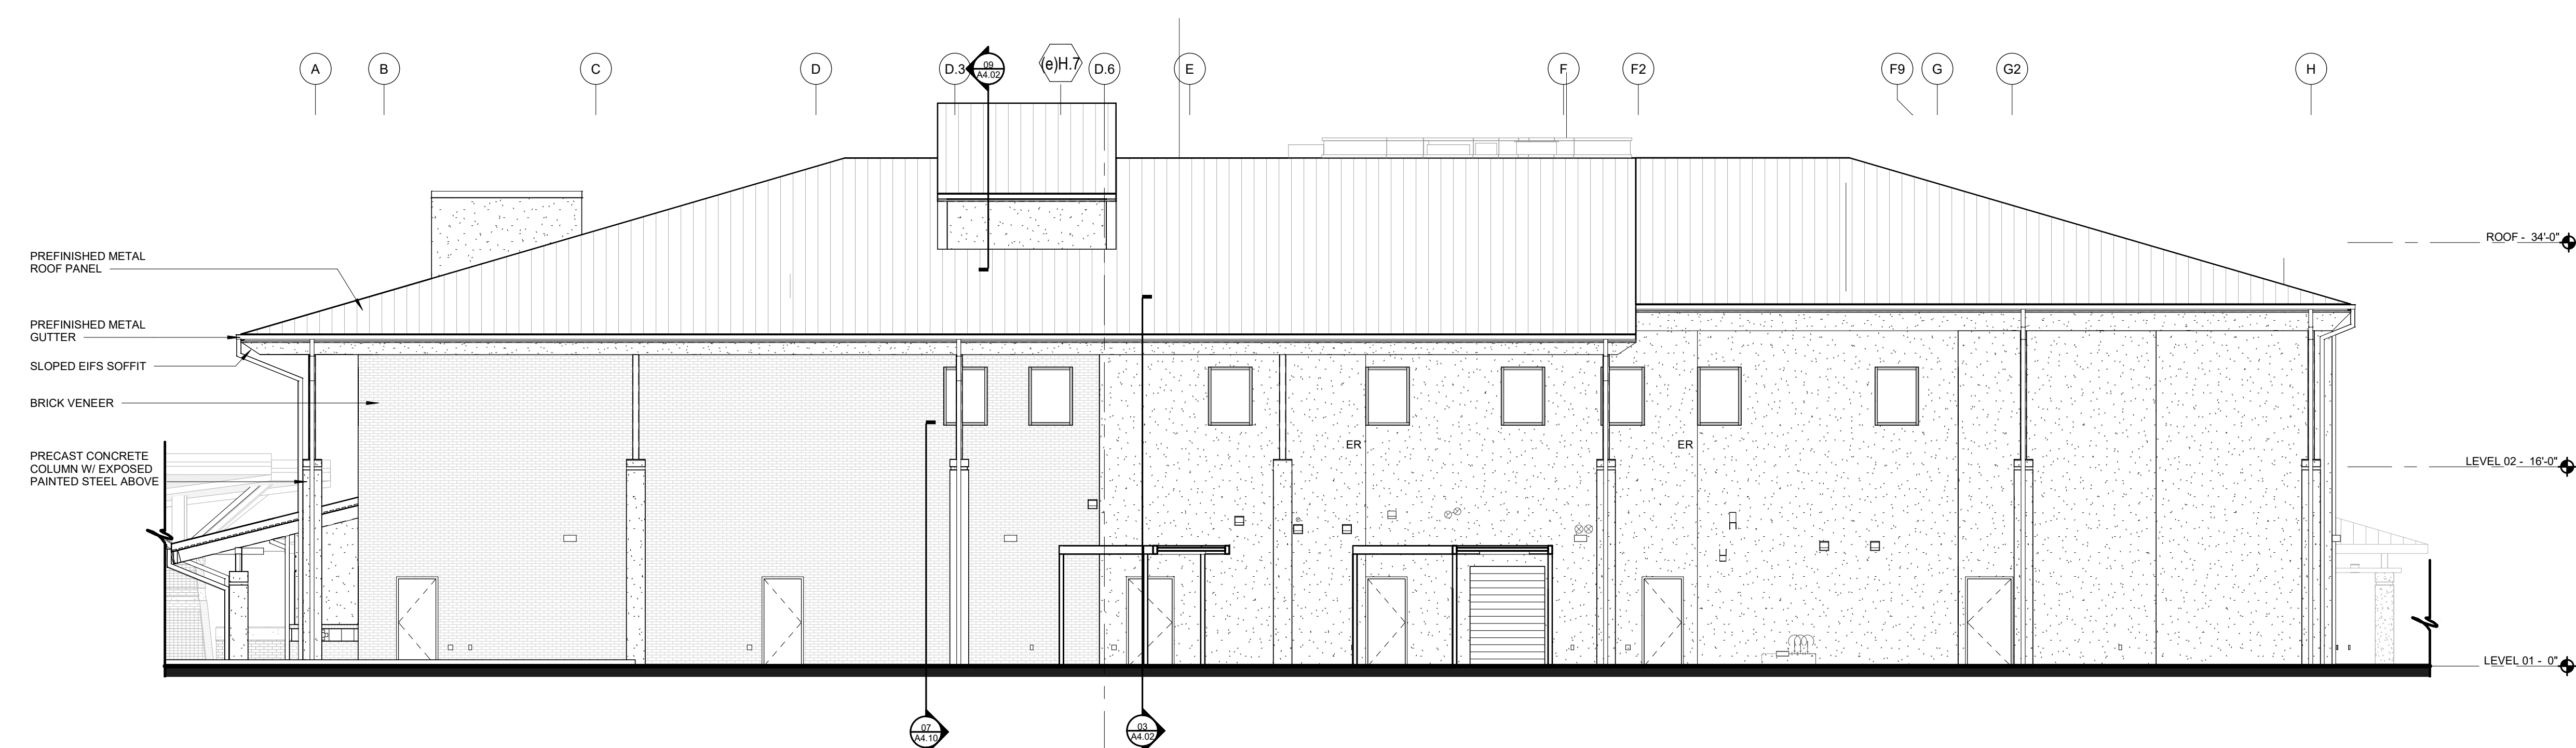 A
B
C
D
D.3
09
A4.02
(e)H.7
D.6
E
F
F2
F9
G
G2
H
PREFINISHED METAL
ROOF PANEL
ROOF - 34'-0"
PREFINISHED METAL
GUTTER
SLOPED EIFS SOFFIT
BRICK VENEER
ER
ER
PRECAST CONCRETE
COLUMN W/ EXPOSED
PAINTED STEEL ABOVE
LEVEL 02 - 16'-0"
LEVEL 01 - 0"
07
A4.10
03
A4.02